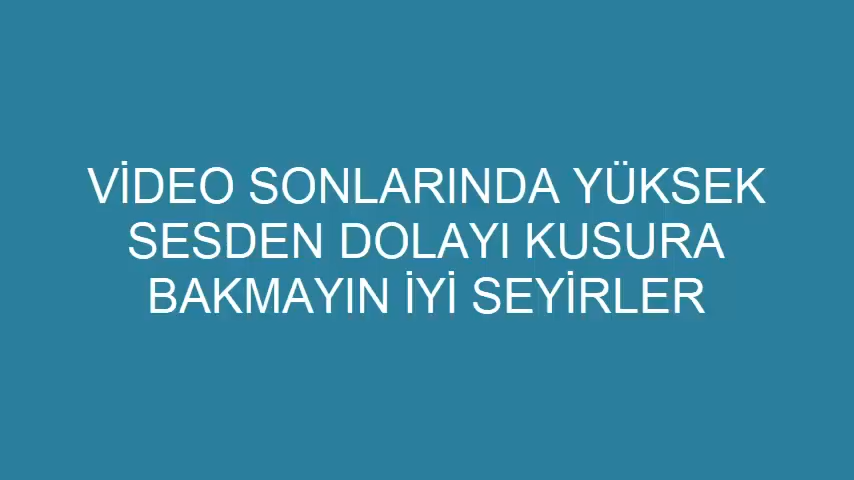 VİDEO SONLARINDA YÜKSEK
SESDEN DOLAYI KUSURA
BAKMAYIN İYİ SEYİRLER